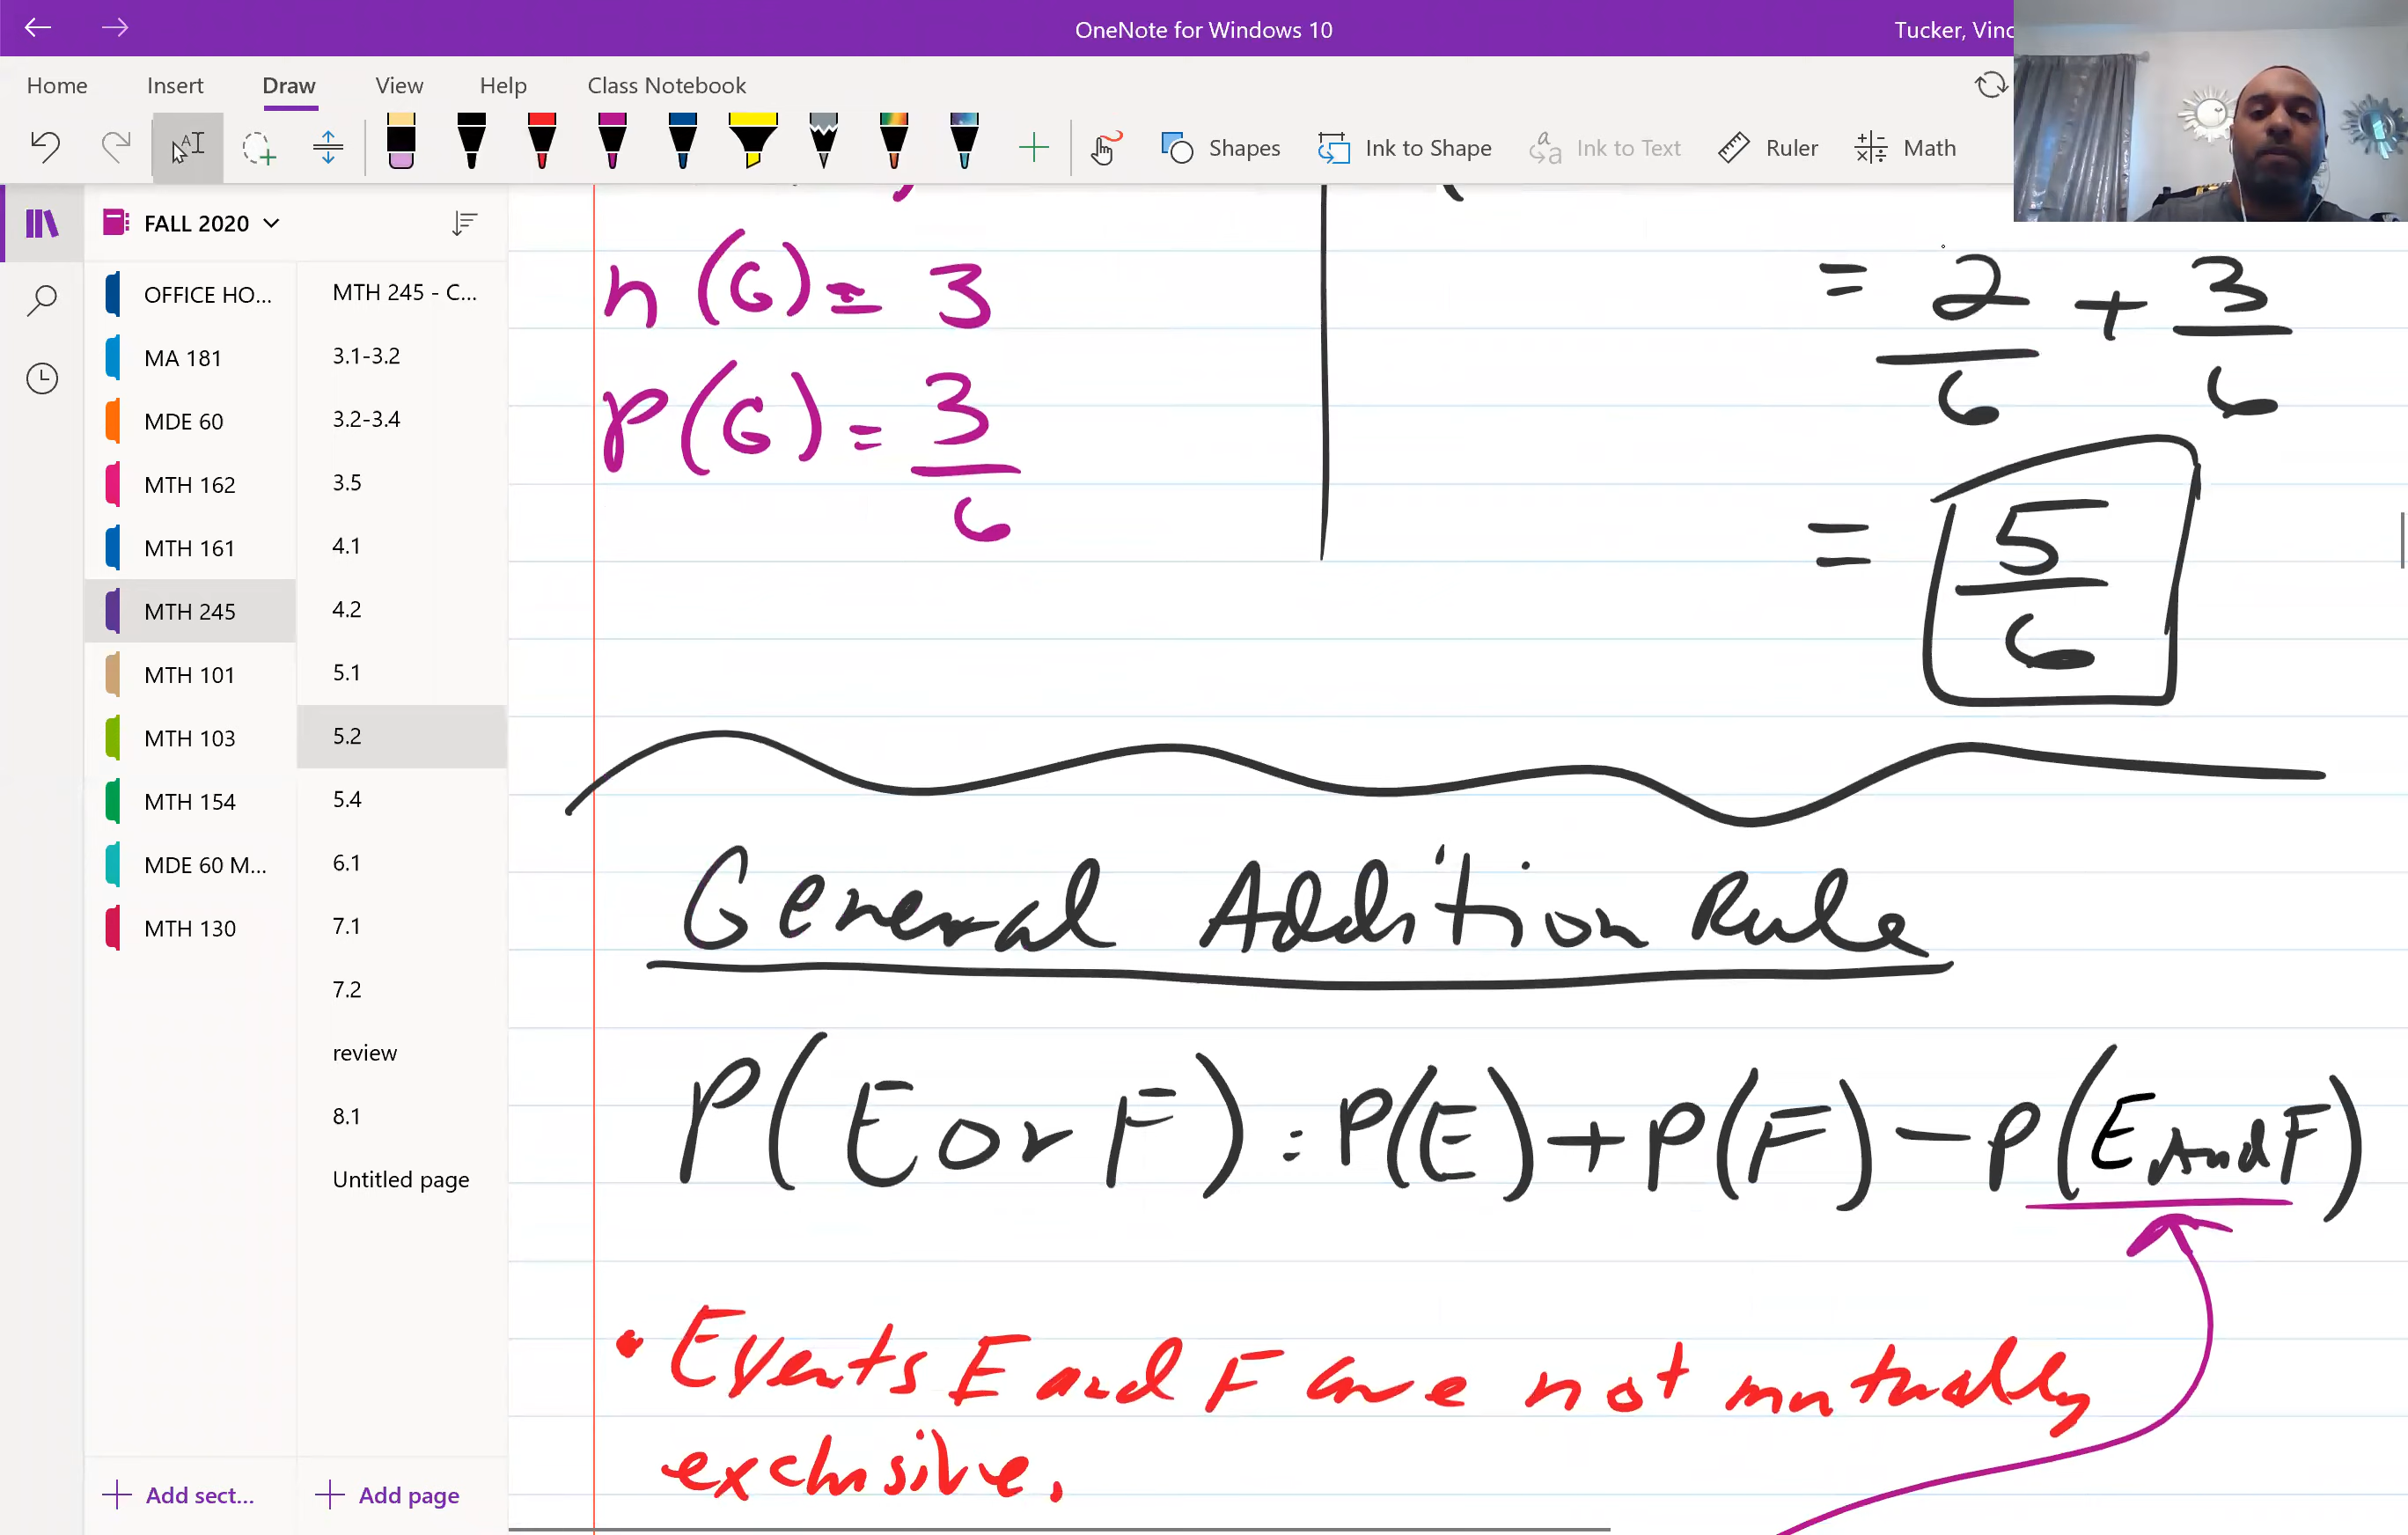 OneNote for Windows 10
Tucker, Vinc
Home Insert Draw View Help Class Notebook
Shapes Ink to Shape Ink to Text Ruler Math
FALL 2020
OFFICE HO...
MA 181
MDE 60
MTH 162
MTH 161
MTH 245
MTH 101
MTH 103
MTH 154
MDE 60 M...
MTH 130
Add sect...
MTH 245 - C...
3.1-3.2
3.2-3.4
3.5
4.1
4.2
5.1
5.2
5.4
6.1
7.1
7.2
review
8.1
Untitled page
Add page
n(G) = 3
P(G) = 3/6
= 2/6 + 3/6
= 5/6
General Addition Rule
P(E or F) = P(E) + P(F) - P(E and F)
• Events E and F are not mutually
exclusive.